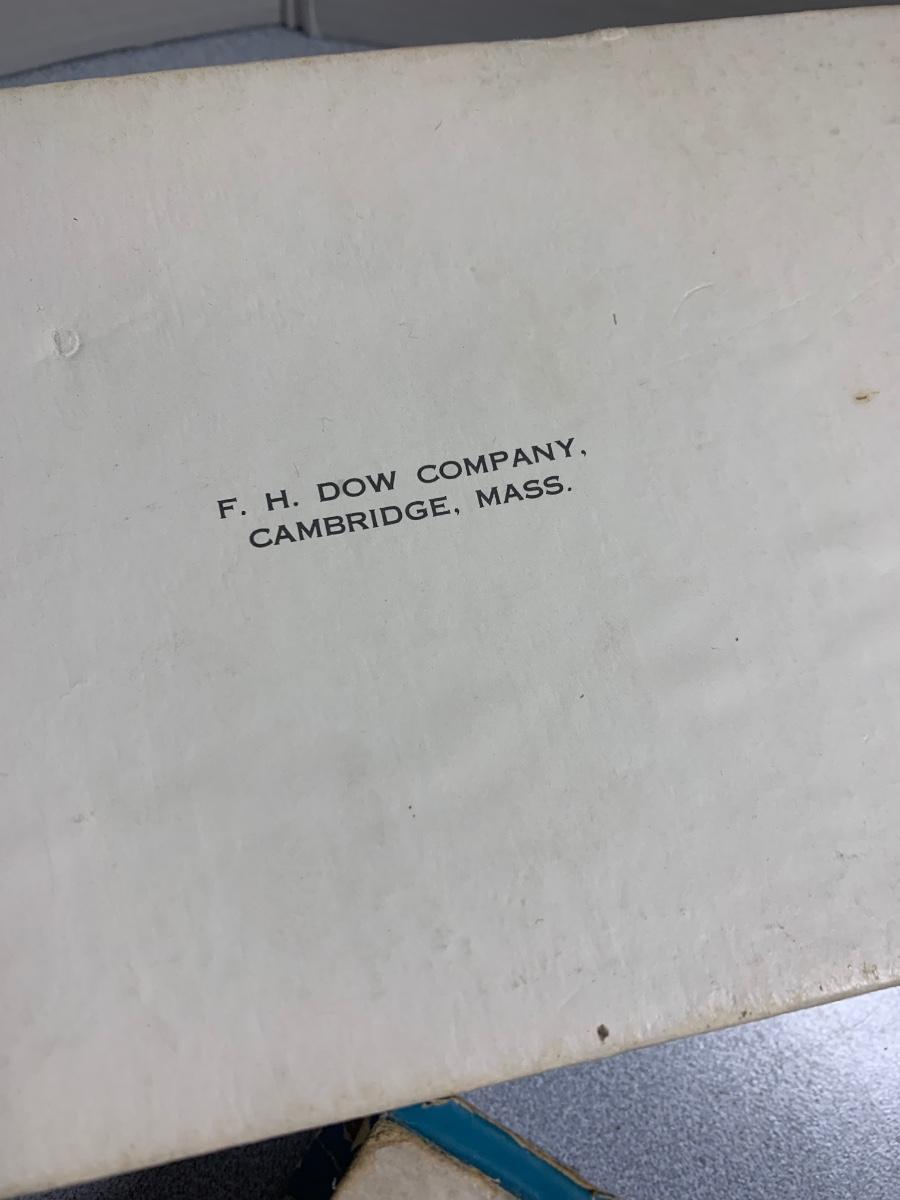 F. H. DOW COMPANY,
CAMBRIDGE, MASS.